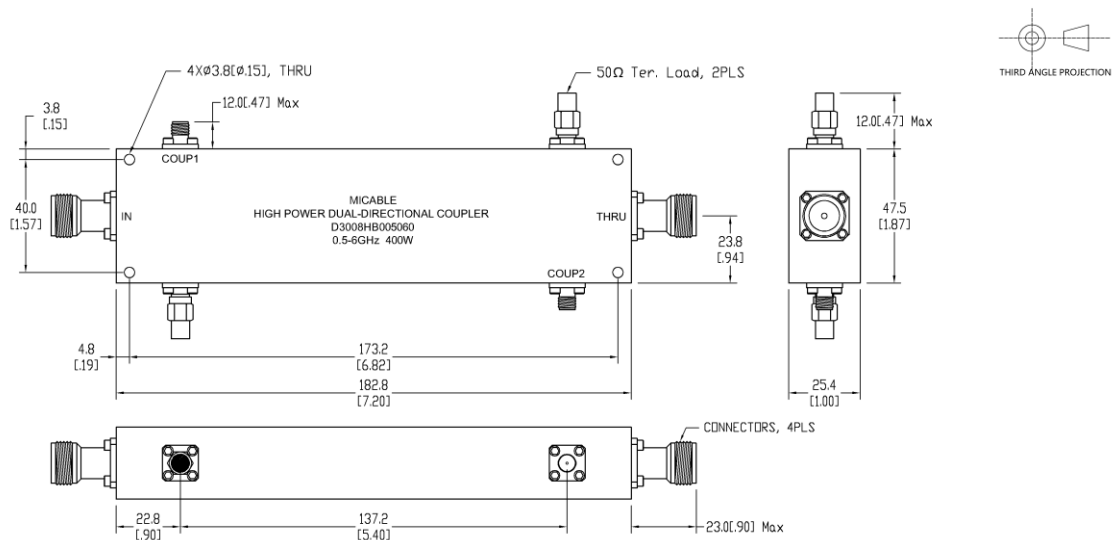 THIRD ANGLE PROJECTION
4XØ3.8[Ø.15], THRU
50Ω Ter. Load, 2PLS
3.8
[.15]
12.0[.47] Max
12.0[.47] Max
COUP1
40.0
[1.57]
IN
MICABLE
HIGH POWER DUAL-DIRECTIONAL COUPLER
D3008HB005060
0.5-6GHz 400W
THRU
23.8
[.94]
47.5
[1.87]
COUP2
4.8
[.19]
173.2
[6.82]
182.8
[7.20]
25.4
[1.00]
CONNECTORS, 4PLS
22.8
[.90]
137.2
[5.40]
23.0[.90] Max